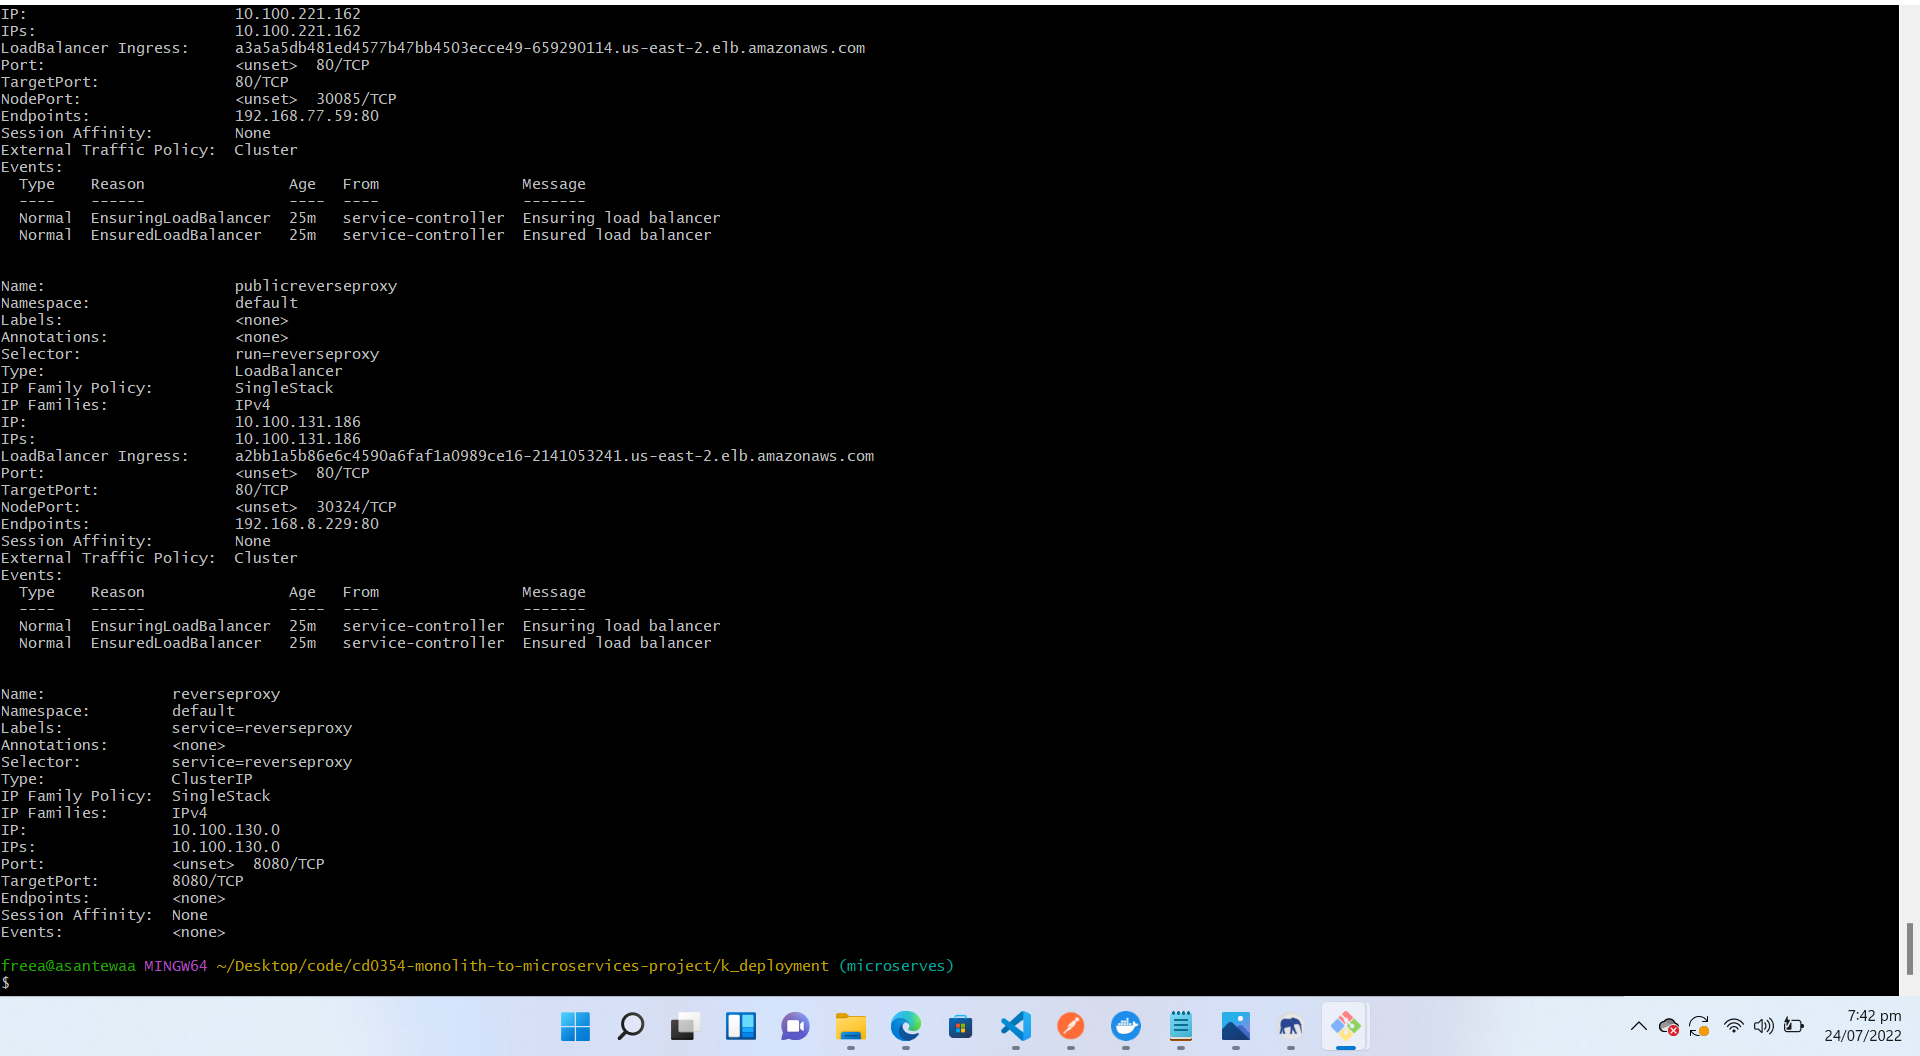 IP:                       10.100.221.162
IPs:                      10.100.221.162
LoadBalancer Ingress:     a3a5a5db481ed4577b47bb4503ecce49-659290114.us-east-2.elb.amazonaws.com
Port:                     <unset>  80/TCP
TargetPort:               80/TCP
NodePort:                 <unset>  30085/TCP
Endpoints:                192.168.77.59:80
Session Affinity:         None
External Traffic Policy:  Cluster
Events:
  Type    Reason                Age   From                Message
  ----    ------                ----  ----                -------
  Normal  EnsuringLoadBalancer  25m   service-controller  Ensuring load balancer
  Normal  EnsuredLoadBalancer   25m   service-controller  Ensured load balancer
Name:                     publicreverseproxy
Namespace:                default
Labels:                   <none>
Annotations:              <none>
Selector:                 run=reverseproxy
Type:                     LoadBalancer
IP Family Policy:         SingleStack
IP Families:              IPv4
IP:                       10.100.131.186
IPs:                      10.100.131.186
LoadBalancer Ingress:     a2bb1a5b86e6c4590a6faf1a0989ce16-2141053241.us-east-2.elb.amazonaws.com
Port:                     <unset>  80/TCP
TargetPort:               80/TCP
NodePort:                 <unset>  30324/TCP
Endpoints:                192.168.8.229:80
Session Affinity:         None
External Traffic Policy:  Cluster
Events:
  Type    Reason                Age   From                Message
  ----    ------                ----  ----                -------
  Normal  EnsuringLoadBalancer  25m   service-controller  Ensuring load balancer
  Normal  EnsuredLoadBalancer   25m   service-controller  Ensured load balancer
Name:              reverseproxy
Namespace:         default
Labels:            service=reverseproxy
Annotations:       <none>
Selector:          service=reverseproxy
Type:              ClusterIP
IP Family Policy:  SingleStack
IP Families:       IPv4
IP:                10.100.130.0
IPs:               10.100.130.0
Port:              <unset>  8080/TCP
TargetPort:        8080/TCP
Endpoints:         <none>
Session Affinity:  None
Events:            <none>
freea@asantewaa MINGW64 ~/Desktop/code/cd0354-monolith-to-microservices-project/k_deployment (microserves)
$
7:42 pm
24/07/2022